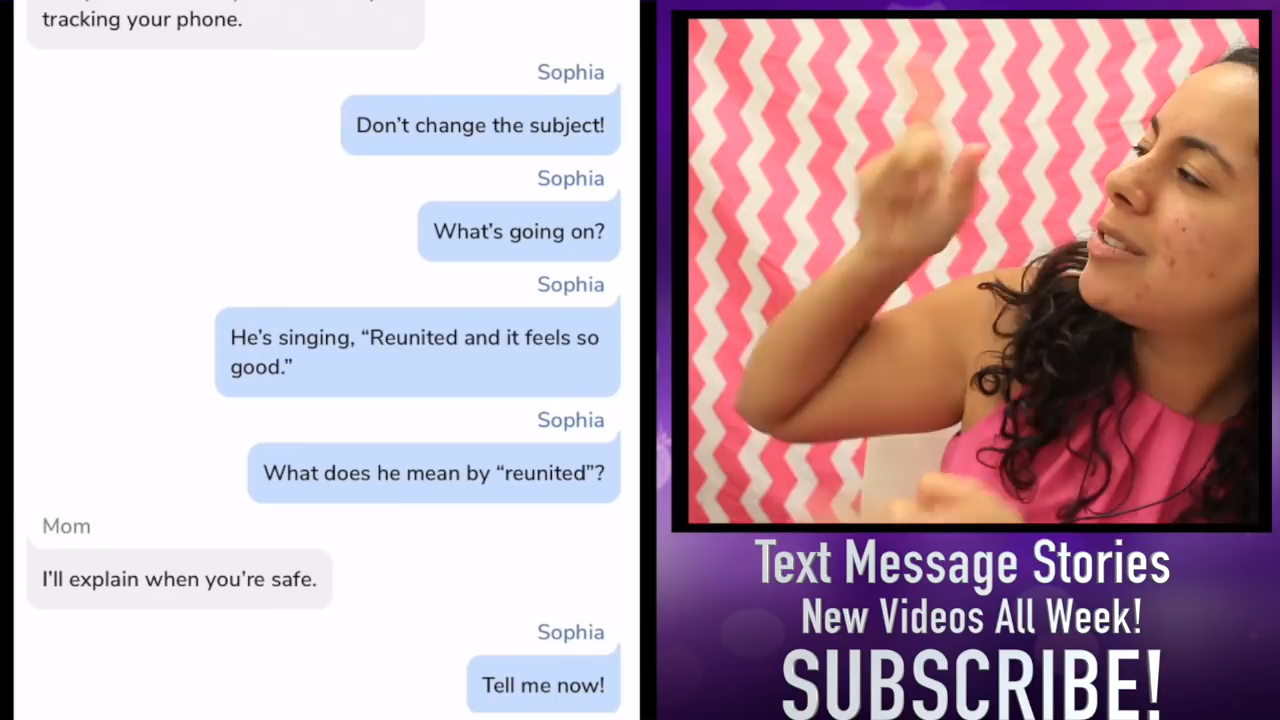 tracking your phone.
Sophia
Don’t change the subject!
Sophia
What’s going on?
Sophia
He’s singing, “Reunited and it feels so
good.”
Sophia
What does he mean by “reunited”?
Mom
I’ll explain when you’re safe.
Sophia
Tell me now!
Text Message Stories
New Videos All Week!
SUBSCRIBE!